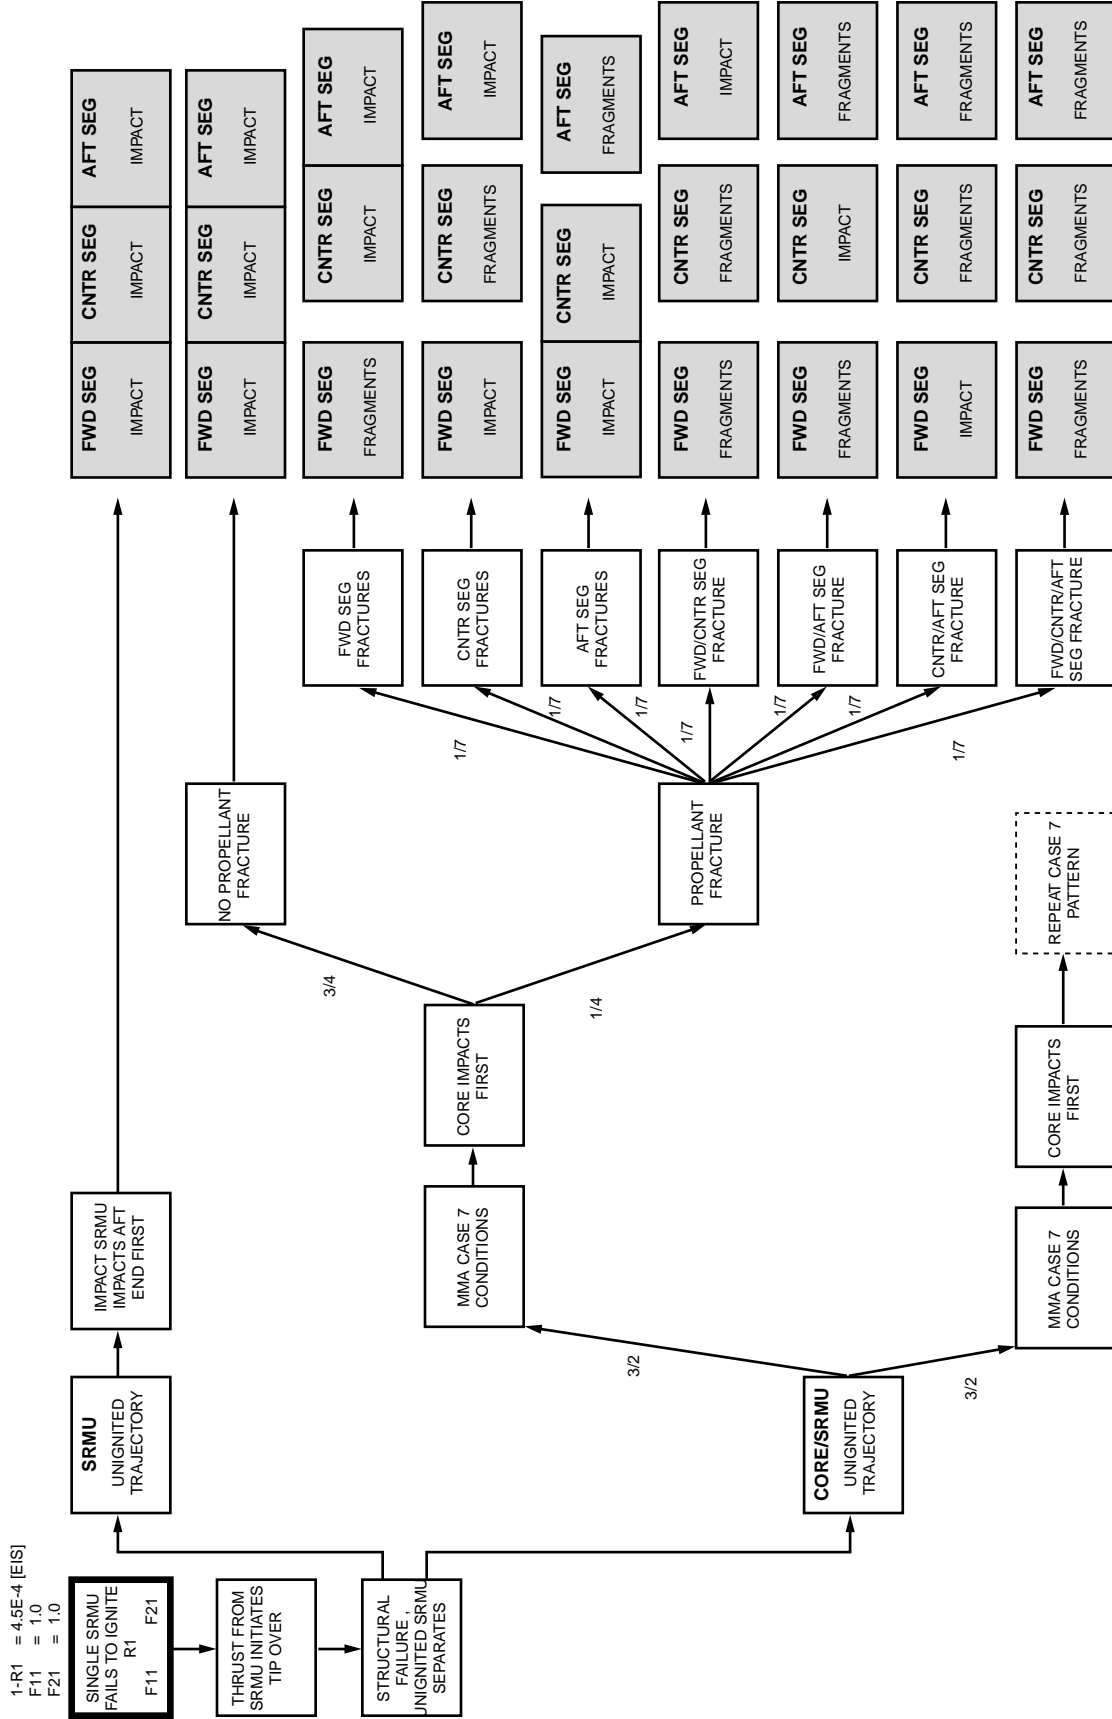 1-R1 = 4.5E-4 [EIS]
F11 = 1.0
F21 = 1.0
SINGLE SRMU
FAILS TO IGNITE
R1
F11 F21
THRUST FROM
SRMU INITIATES
TIP OVER
STRUCTURAL
FAILURE ,
UNIGNITED SRMU
SEPARATES
SRMU
UNIGNITED
TRAJECTORY
IMPACT SRMU
IMPACTS AFT
END FIRST
FWD SEG
IMPACT
CNTR SEG
IMPACT
AFT SEG
IMPACT
CORE/SRMU
UNIGNITED
TRAJECTORY
3/2
3/2
MMA CASE 7
CONDITIONS
CORE IMPACTS
FIRST
3/4
1/4
NO PROPELLANT
FRACTURE
FWD SEG
IMPACT
CNTR SEG
IMPACT
AFT SEG
IMPACT
PROPELLANT
FRACTURE
1/7
1/7
1/7
1/7
1/7
1/7
1/7
FWD SEG
FRACTURES
FWD SEG
FRAGMENTS
CNTR SEG
IMPACT
AFT SEG
IMPACT
CNTR SEG
FRACTURES
FWD SEG
IMPACT
CNTR SEG
FRAGMENTS
AFT SEG
IMPACT
AFT SEG
FRACTURES
FWD SEG
IMPACT
CNTR SEG
IMPACT
AFT SEG
FRAGMENTS
FWD/CNTR SEG
FRACTURE
FWD SEG
FRAGMENTS
CNTR SEG
FRAGMENTS
AFT SEG
IMPACT
FWD/AFT SEG
FRACTURE
FWD SEG
FRAGMENTS
CNTR SEG
IMPACT
AFT SEG
FRAGMENTS
CNTR/AFT SEG
FRACTURE
FWD SEG
IMPACT
CNTR SEG
FRAGMENTS
AFT SEG
FRAGMENTS
FWD/CNTR/AFT
SEG FRACTURE
FWD SEG
FRAGMENTS
CNTR SEG
FRAGMENTS
AFT SEG
FRAGMENTS
MMA CASE 7
CONDITIONS
CORE IMPACTS
FIRST
REPEAT CASE 7
PATTERN